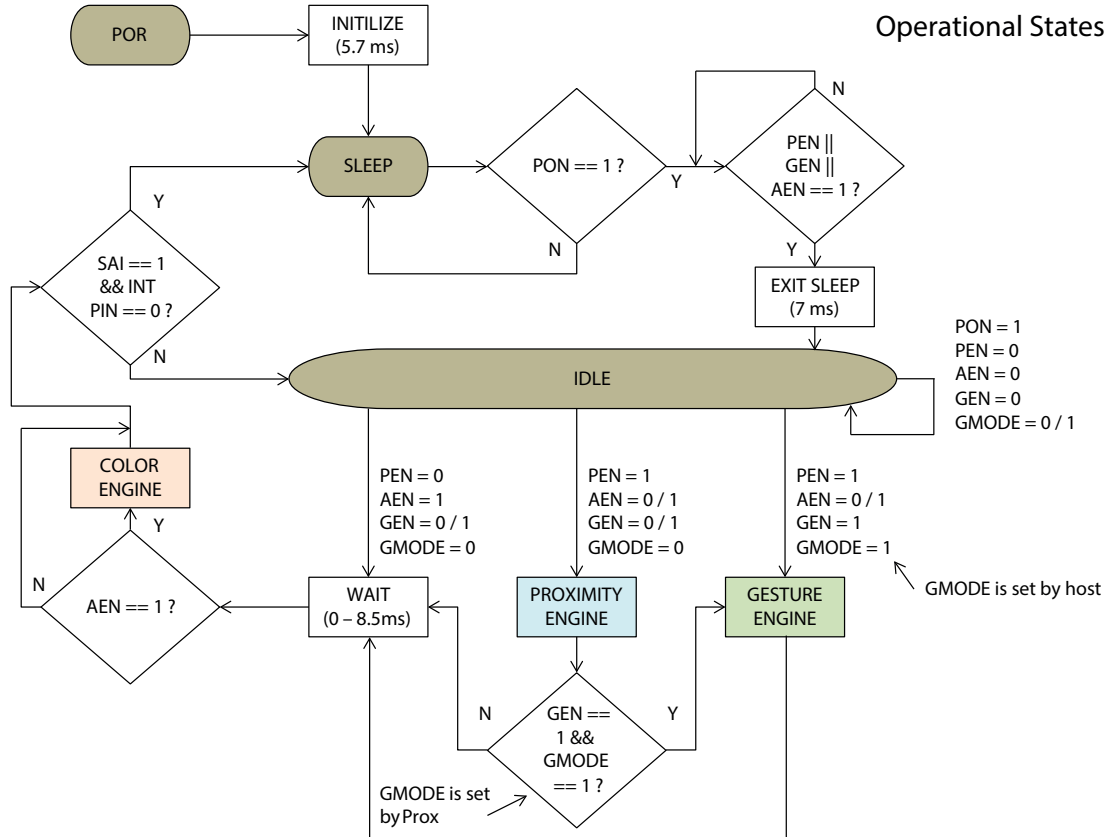 Operational States
POR
INITILIZE
(5.7 ms)
SLEEP
PON == 1 ?
Y
N
PEN ||
GEN ||
AEN == 1 ?
N
Y
EXIT SLEEP
(7 ms)
SAI == 1
&& INT
PIN == 0 ?
Y
N
IDLE
PON = 1
PEN = 0
AEN = 0
GEN = 0
GMODE = 0 / 1
COLOR
ENGINE
Y
N
AEN == 1 ?
PEN = 0
AEN = 1
GEN = 0 / 1
GMODE = 0
PEN = 1
AEN = 0 / 1
GEN = 0 / 1
GMODE = 0
PEN = 1
AEN = 0 / 1
GEN = 1
GMODE = 1
GMODE is set by host
WAIT
(0 – 8.5ms)
PROXIMITY
ENGINE
GESTURE
ENGINE
N
GEN ==
1 &&
GMODE
== 1 ?
Y
GMODE is set
by Prox